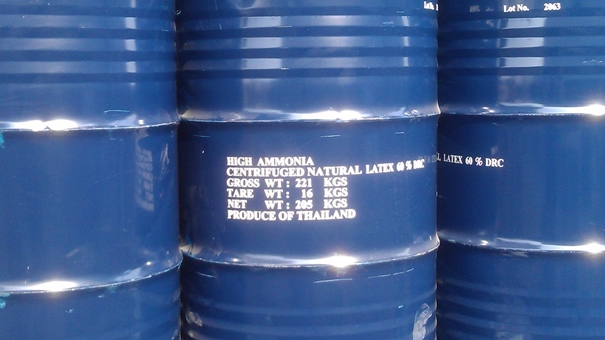 Lot No. 2063
HIGH AMMONIA
CENTRIFUGED NATURAL LATEX 60 % DRC
GROSS WT : 221 KGS
TARE WT : 16 KGS
NET WT : 205 KGS
PRODUCE OF THAILAND
LATEX 60 % DRC